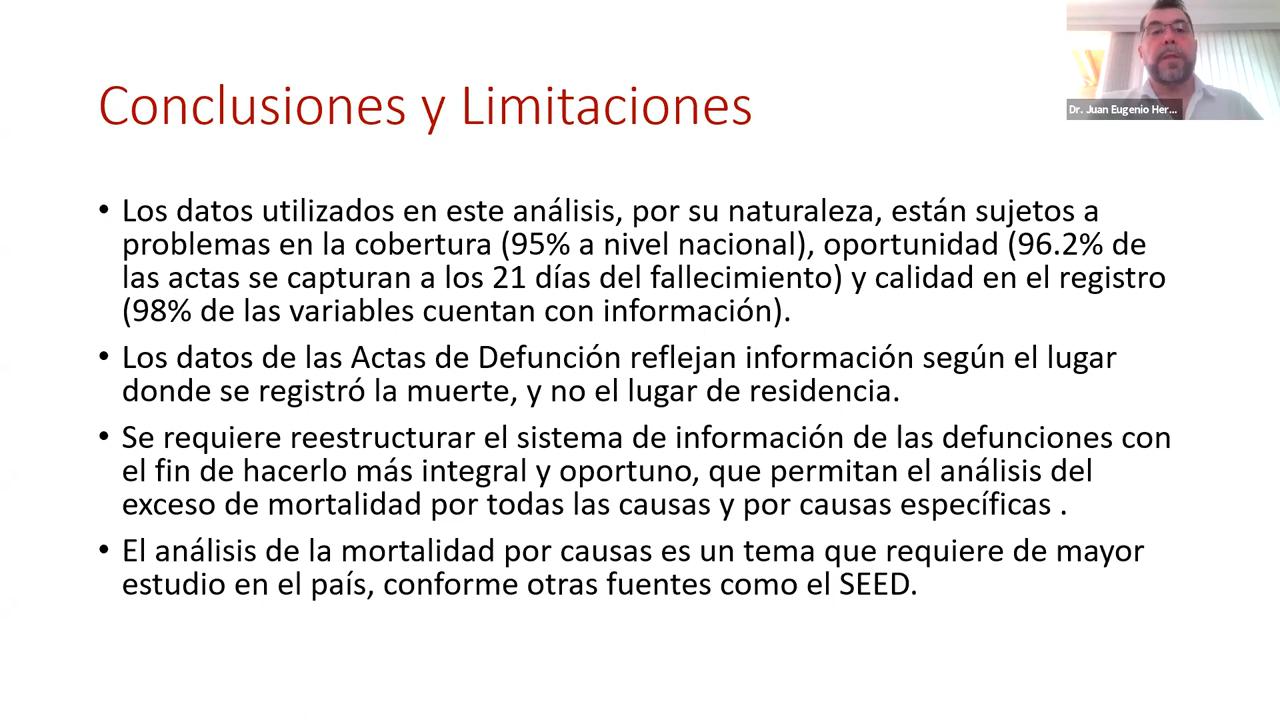 Dr. Juan Eugenio Her...
Conclusiones y Limitaciones
• Los datos utilizados en este análisis, por su naturaleza, están sujetos a
problemas en la cobertura (95% a nivel nacional), oportunidad (96.2% de
las actas se capturan a los 21 días del fallecimiento) y calidad en el registro
(98% de las variables cuentan con información).
• Los datos de las Actas de Defunción reflejan información según el lugar
donde se registró la muerte, y no el lugar de residencia.
• Se requiere reestructurar el sistema de información de las defunciones con
el fin de hacerlo más integral y oportuno, que permitan el análisis del
exceso de mortalidad por todas las causas y por causas específicas .
• El análisis de la mortalidad por causas es un tema que requiere de mayor
estudio en el país, conforme otras fuentes como el SEED.